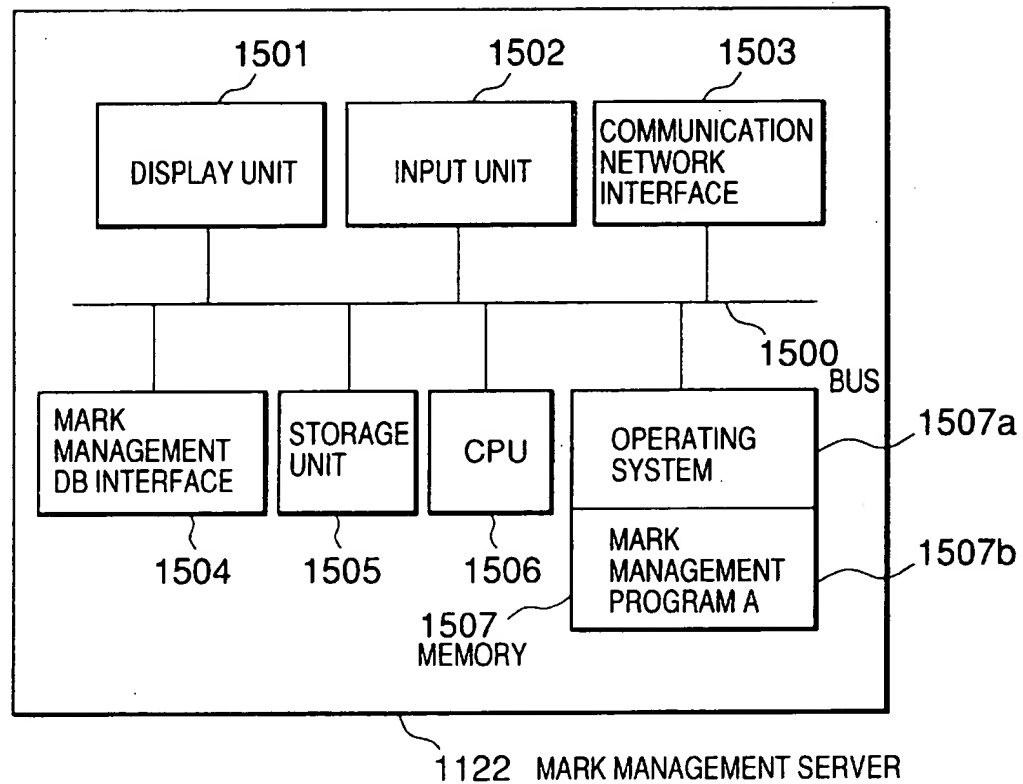 1501
1502
1503
DISPLAY UNIT
INPUT UNIT
COMMUNICATION
NETWORK
INTERFACE
1500
BUS
MARK
MANAGEMENT
DB INTERFACE
STORAGE
UNIT
CPU
OPERATING
SYSTEM
1507a
MARK
MANAGEMENT
PROGRAM A
1507b
1504
1505
1506
1507
MEMORY
1122 MARK MANAGEMENT SERVER